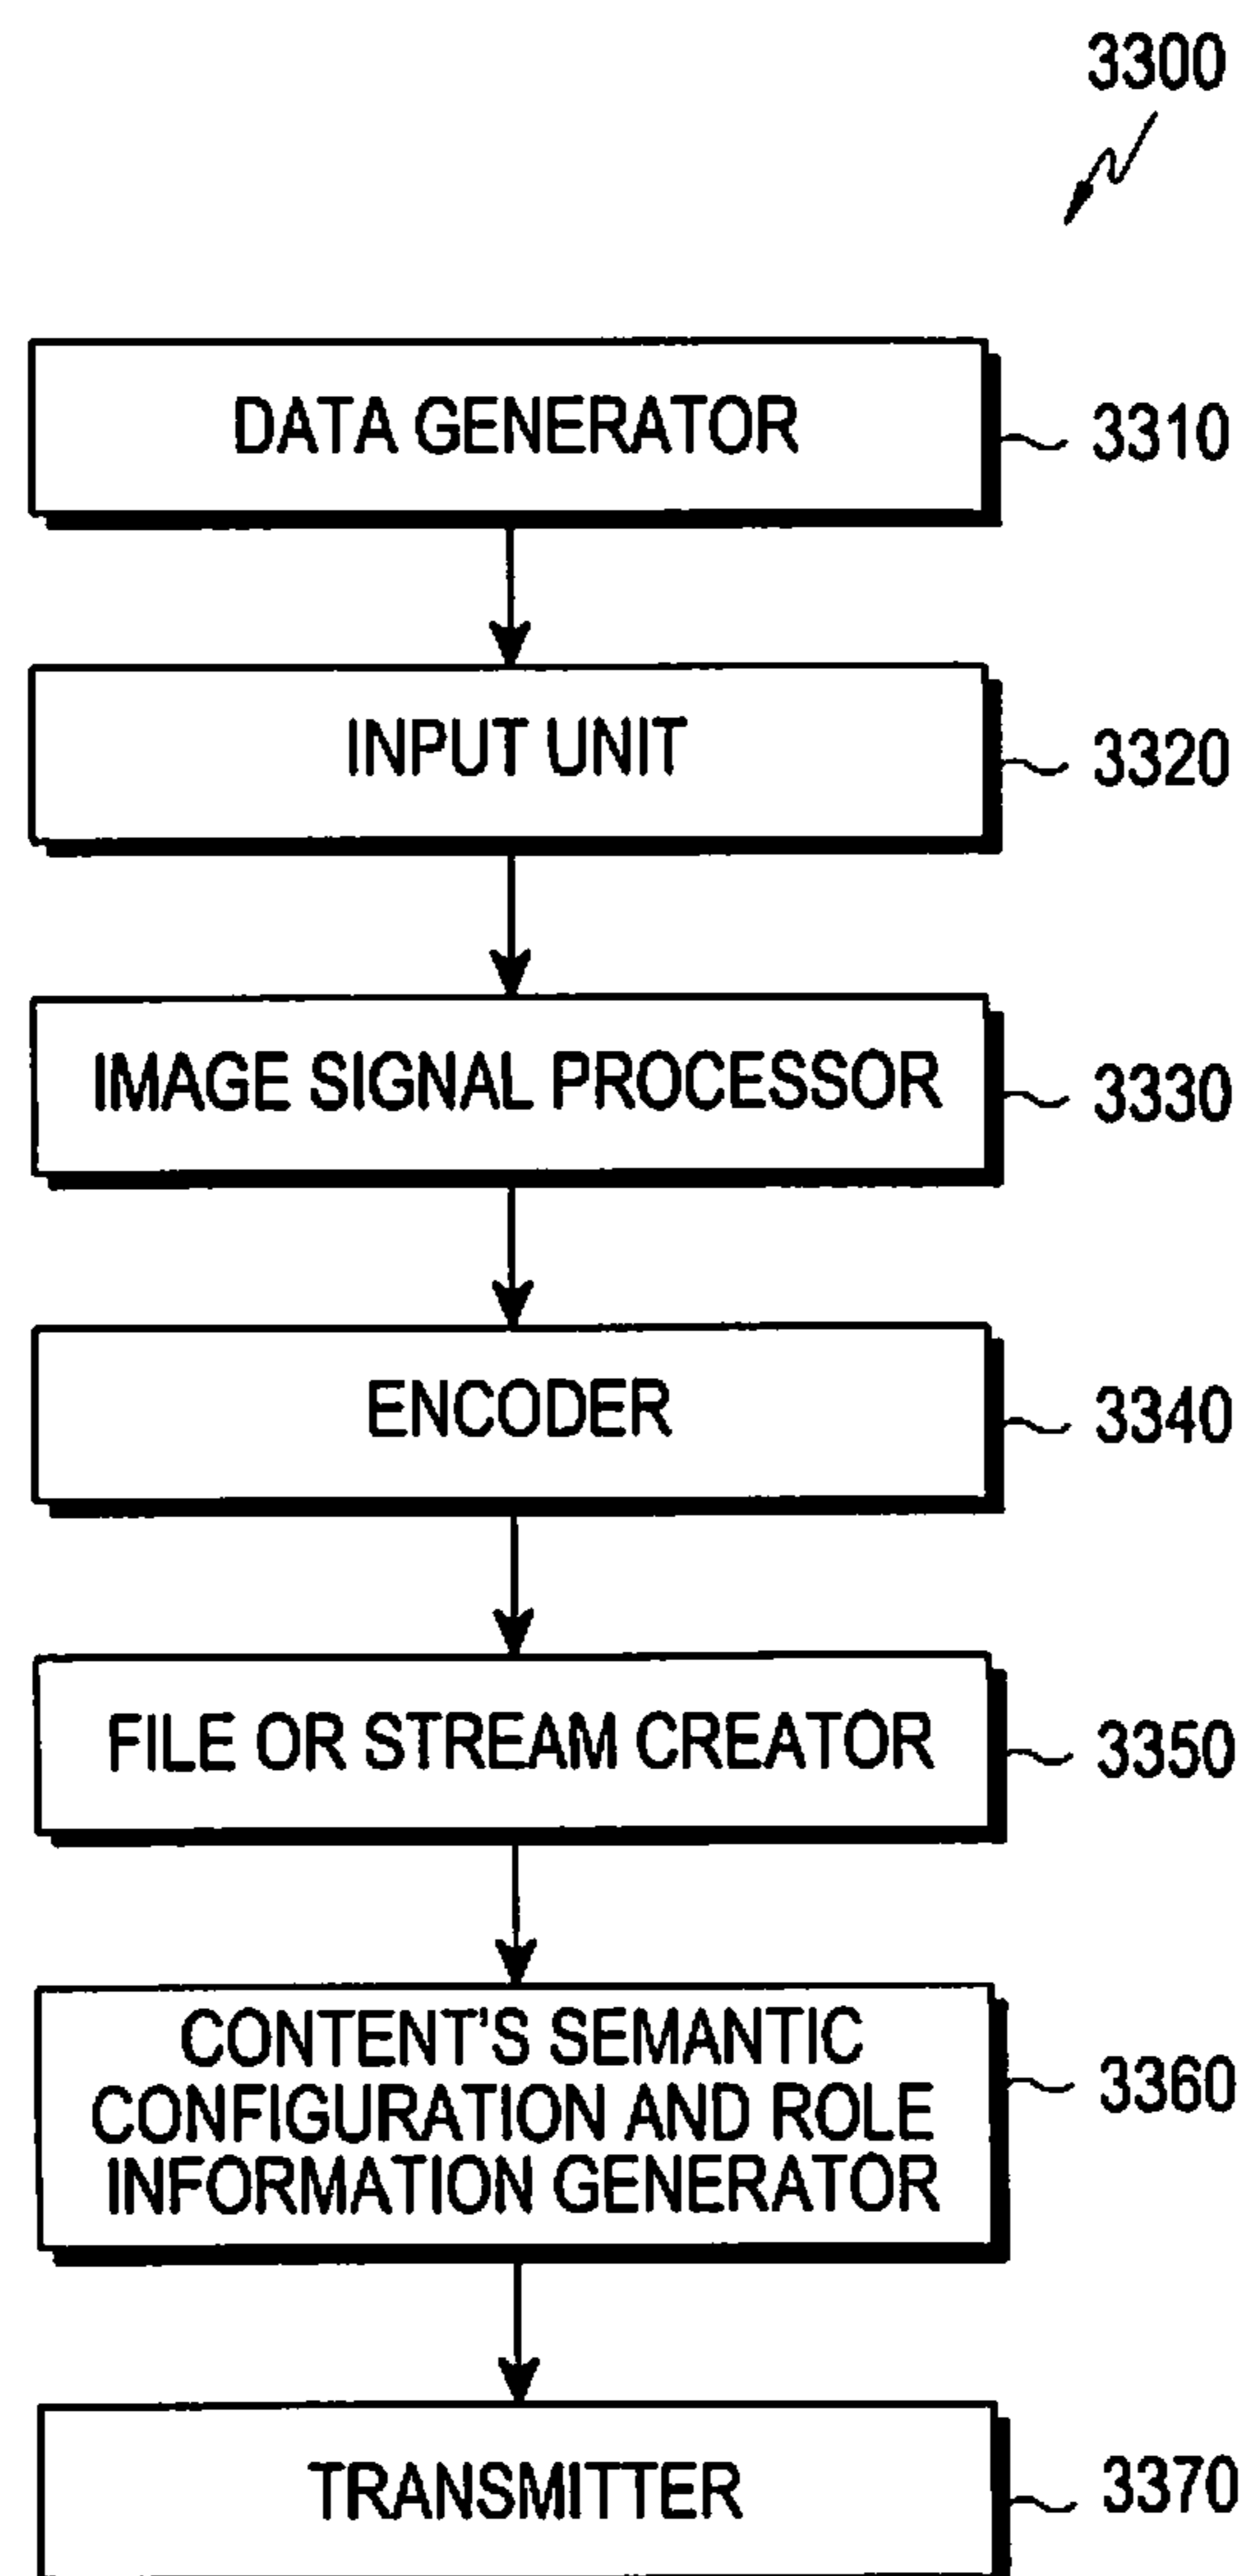 3300
DATA GENERATOR
3310
INPUT UNIT
3320
IMAGE SIGNAL PROCESSOR
3330
ENCODER
3340
FILE OR STREAM CREATOR
3350
CONTENT'S SEMANTIC
CONFIGURATION AND ROLE
INFORMATION GENERATOR
3360
TRANSMITTER
3370